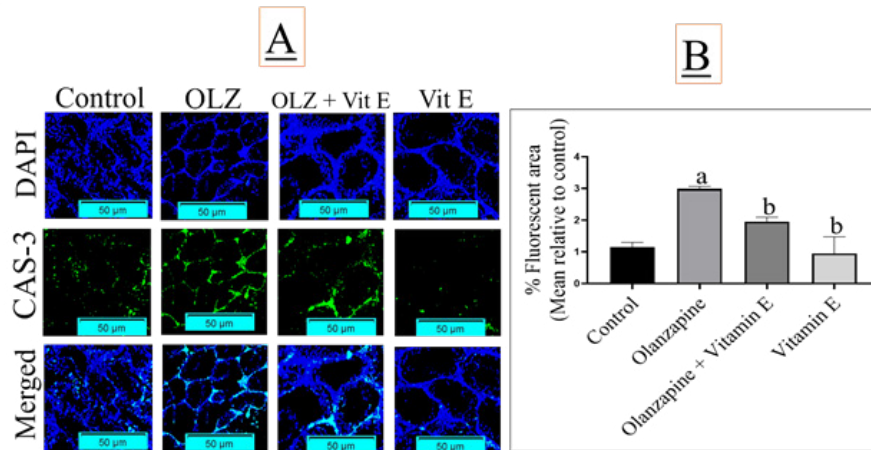 A
B
Control OLZ OLZ + Vit E Vit E
DAPI
50 µm 50 µm 50 µm 50 µm
CAS-3
50 µm 50 µm 50 µm 50 µm
Merged
50 µm 50 µm 50 µm 50 µm
% Fluorescent area
(Mean relative to control)
4
3
2
1
0
a
b
b
Control
Olanzapine
Olanzapine + Vitamin E
Vitamin E